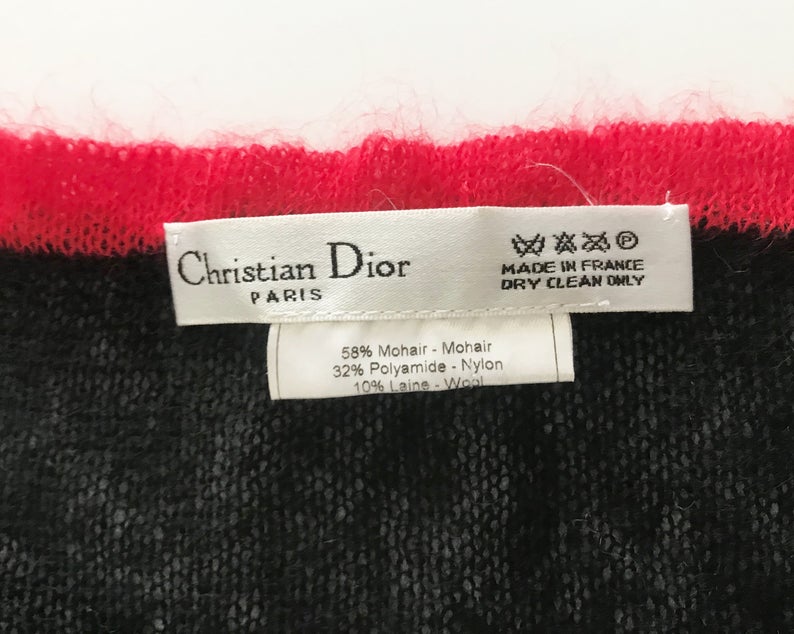 Christian Dior
PARIS
P
MADE IN FRANCE
DRY CLEAN ONLY
58% Mohair - Mohair
32% Polyamide - Nylon
10% Laine - Wool